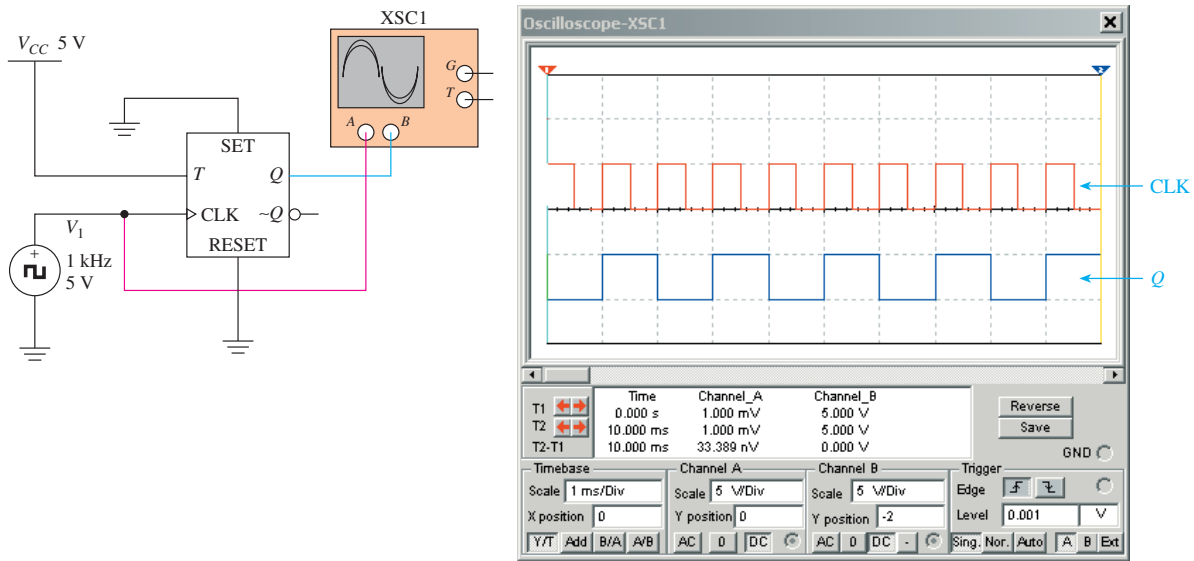 XSC1
V_CC 5 V
G
T
A B
SET
T Q
CLK ~Q
RESET
V_1
+
1 kHz
5 V
Oscilloscope-XSC1
1 2
CLK
Q
Time Channel_A Channel_B
T1 0.000 s 1.000 mV 5.000 V
T2 10.000 ms 1.000 mV 5.000 V
T2-T1 10.000 ms 33.389 nV 0.000 V
Reverse
Save
GND
Timebase Channel A Channel B Trigger
Scale 1 ms/Div Scale 5 V/Div Scale 5 V/Div Edge
X position 0 Y position 0 Y position -2 Level 0.001 V
Y/T Add B/A A/B AC 0 DC AC 0 DC - Sing. Nor. Auto A B Ext